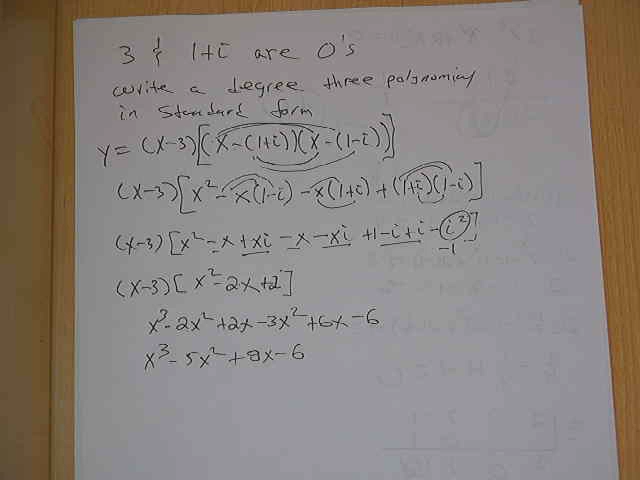 3 & 1+i are 0's
write a degree three polynomial
in standard form
y = (x-3)[(x-(1+i))(x-(1-i))]
(x-3)[x²-x(1-i)-x(1+i)+(1+i)(1-i)]
(x-3)[x²-x+xi-x-xi+1-i+i-i²]
-1
(x-3)[x²-2x+2]
x³-2x²+2x-3x²+6x-6
x³-5x²+8x-6